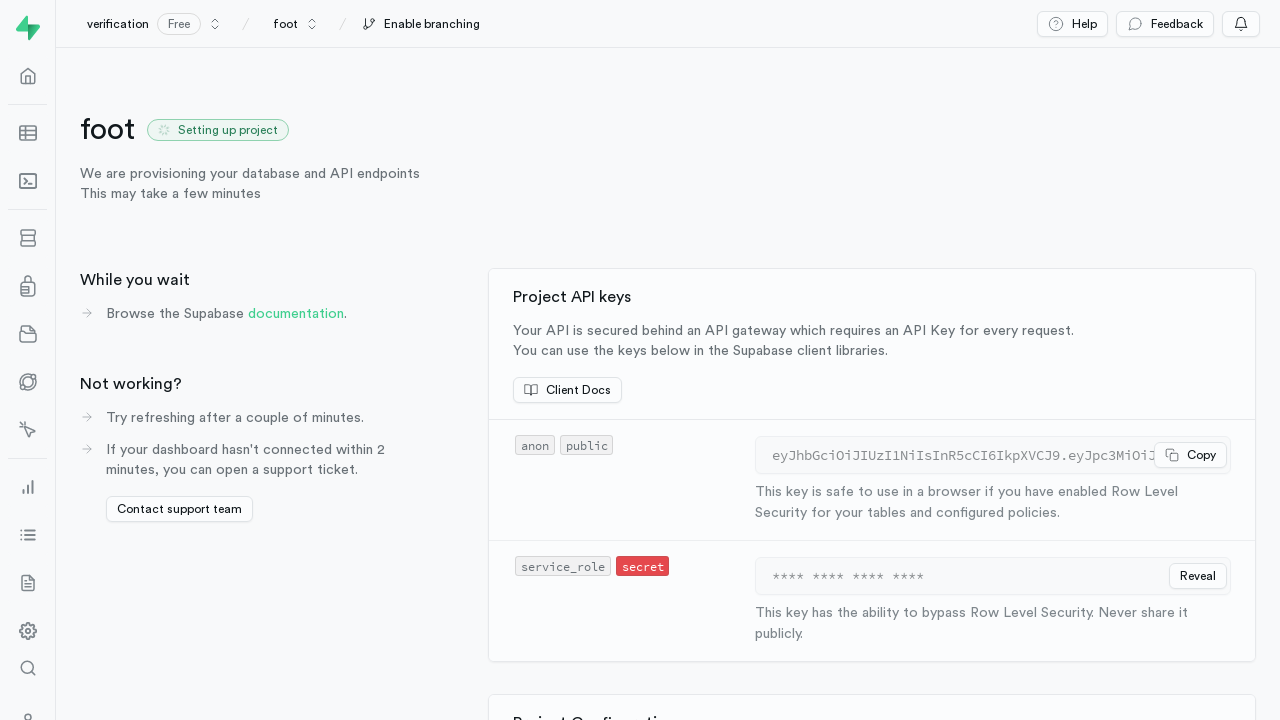 verification Free / foot / Enable branching
Help Feedback
foot Setting up project
We are provisioning your database and API endpoints
This may take a few minutes
While you wait
Browse the Supabase documentation.
Not working?
Try refreshing after a couple of minutes.
If your dashboard hasn't connected within 2
minutes, you can open a support ticket.
Contact support team
Project API keys
Your API is secured behind an API gateway which requires an API Key for every request.
You can use the keys below in the Supabase client libraries.
Client Docs
anon public
eyJhbGciOiJIUzI1NiIsInR5cCI6IkpXVCJ9.eyJpc3MiOiJ Copy
This key is safe to use in a browser if you have enabled Row Level
Security for your tables and configured policies.
service_role secret
**** **** **** **** Reveal
This key has the ability to bypass Row Level Security. Never share it
publicly.